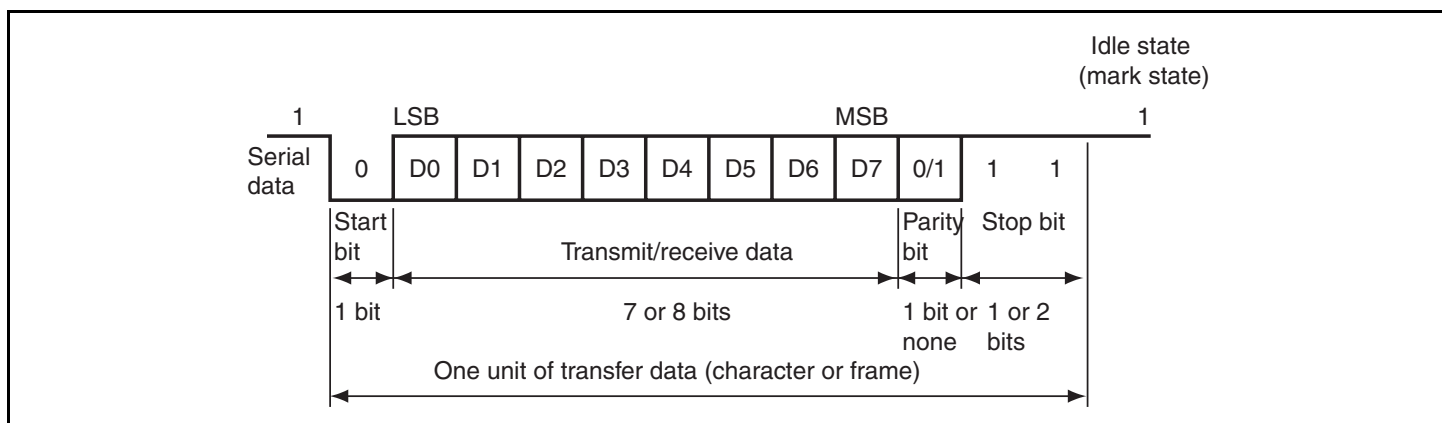 Idle state
(mark state)
1 LSB MSB 1
Serial
data
0 D0 D1 D2 D3 D4 D5 D6 D7 0/1 1 1
Start
bit
Transmit/receive data
Parity
bit
Stop bit
1 bit
7 or 8 bits
1 bit or
none
1 or 2
bits
One unit of transfer data (character or frame)